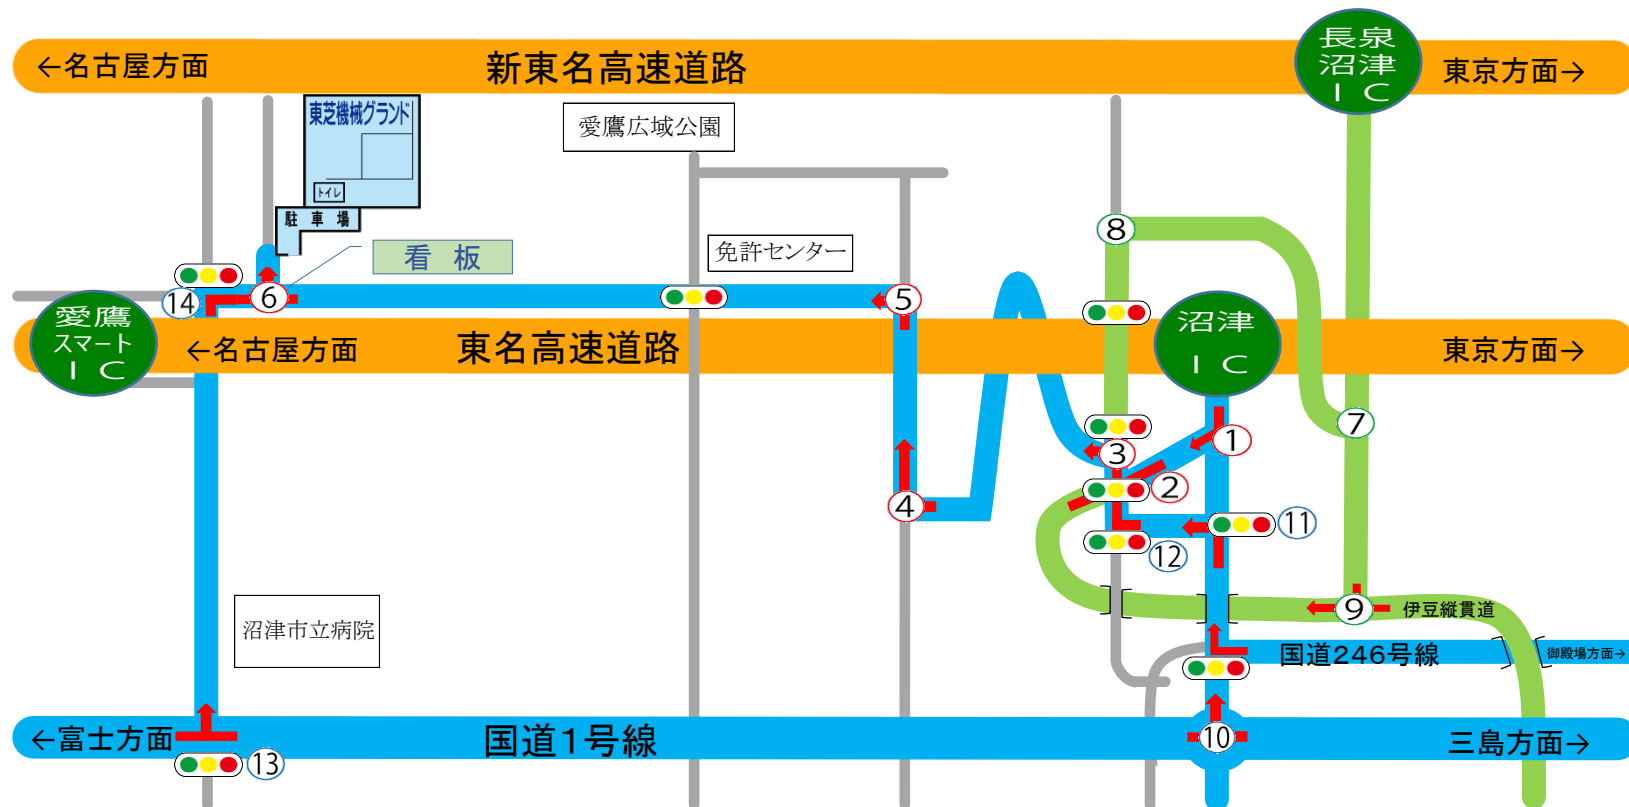 ←名古屋方面
新東名高速道路
長泉
沼津
ＩＣ
東京方面→
東芝機械グランド
トイレ
駐車場
愛鷹広域公園
看板
免許センター
⑧
⑭
⑥
⑤
愛鷹
スマート
ＩＣ
←名古屋方面
東名高速道路
沼津
ＩＣ
東京方面→
⑦
①
③
②
④
⑪
⑫
⑨
伊豆縦貫道
沼津市立病院
国道246号線
御殿場方面→
←富士方面
国道1号線
⑩
三島方面→
⑬